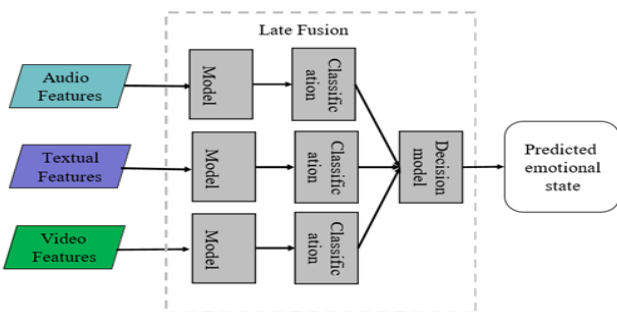 Late Fusion
Audio
Features
Model
Classific
ation
Textual
Features
Model
Classific
ation
Decision
model
Predicted
emotional
state
Video
Features
Model
Classific
ation